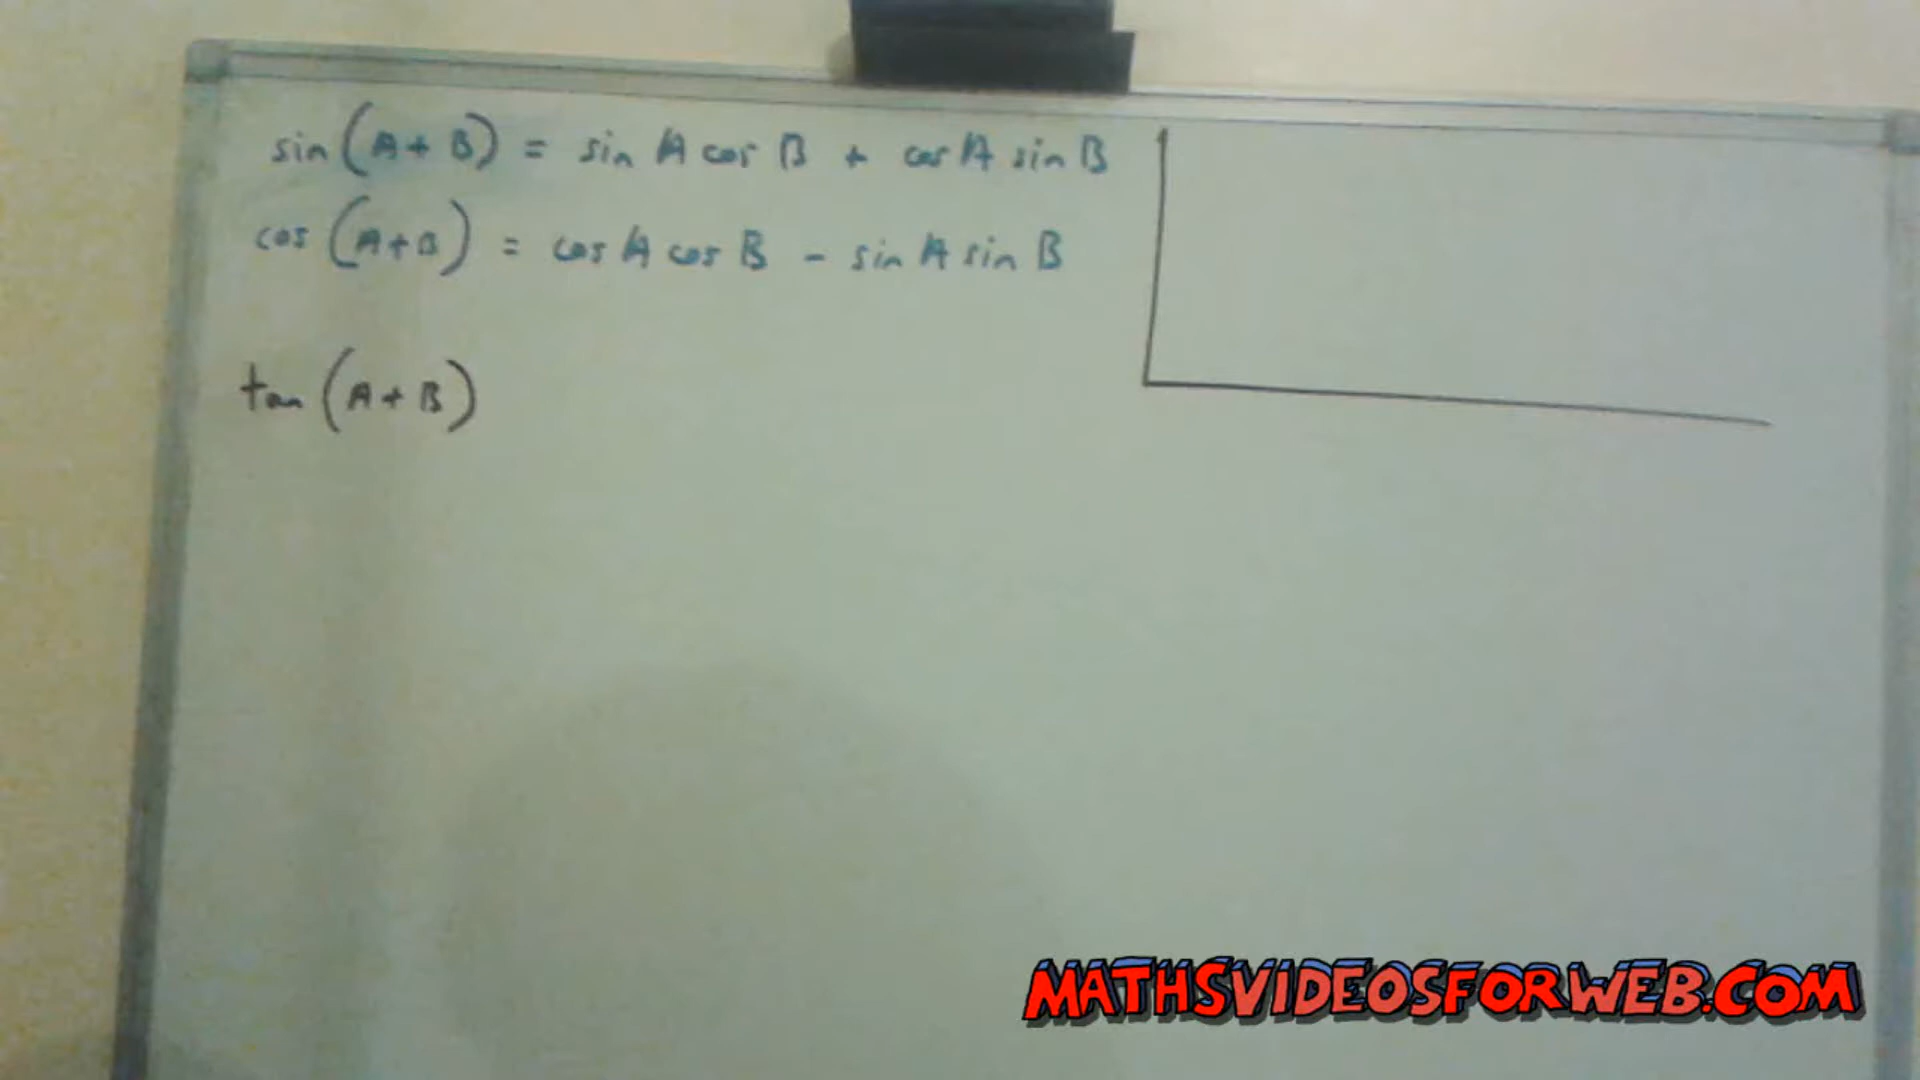 sin(A+B) = sin A cos B + cos A sin B
cos(A+B) = cos A cos B - sin A sin B
tan(A+B)
MATHSVIDEOSFORWEB.COM